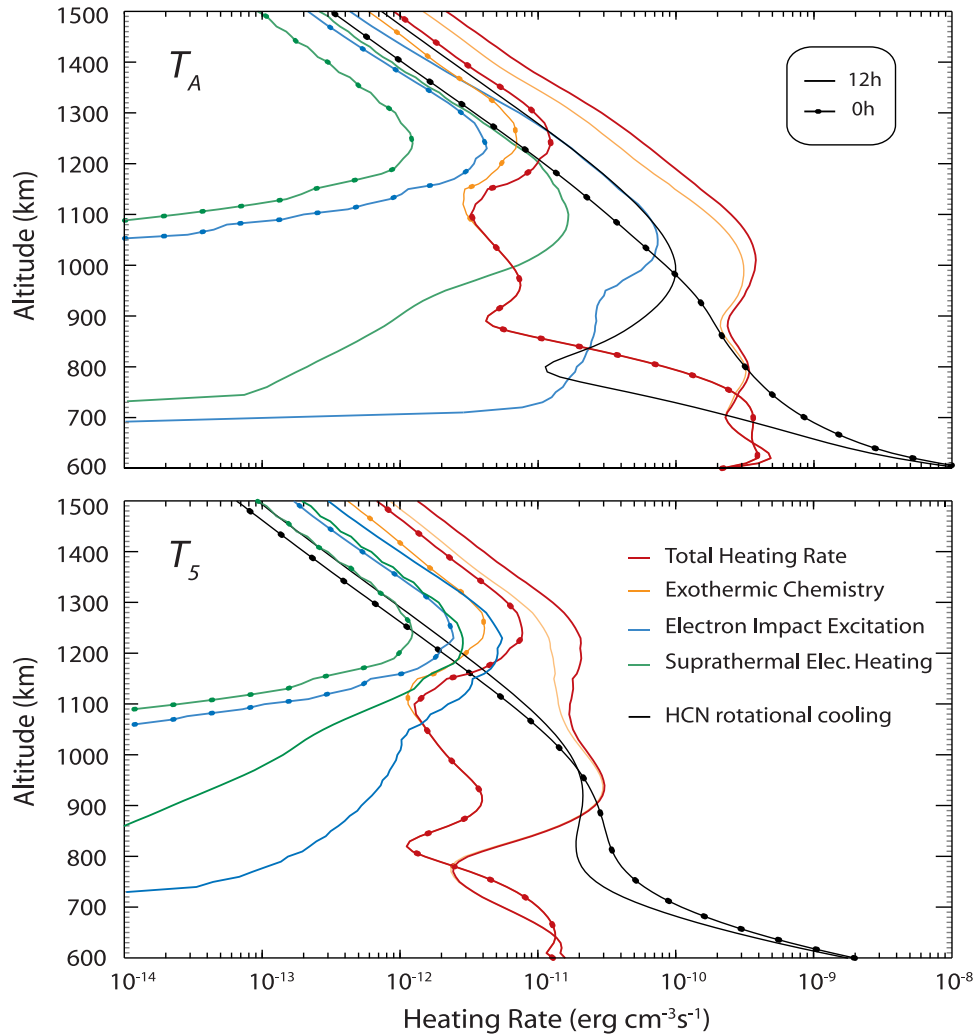 1500
1400
1300
1200
1100
1000
900
800
700
600
Altitude (km)
T_A
12h
0h
1500
1400
1300
1200
1100
1000
900
800
700
600
Altitude (km)
T_5
Total Heating Rate
Exothermic Chemistry
Electron Impact Excitation
Suprathermal Elec. Heating
HCN rotational cooling
10^-14 10^-13 10^-12 10^-11 10^-10 10^-9 10^-8
Heating Rate (erg cm^-3s^-1)